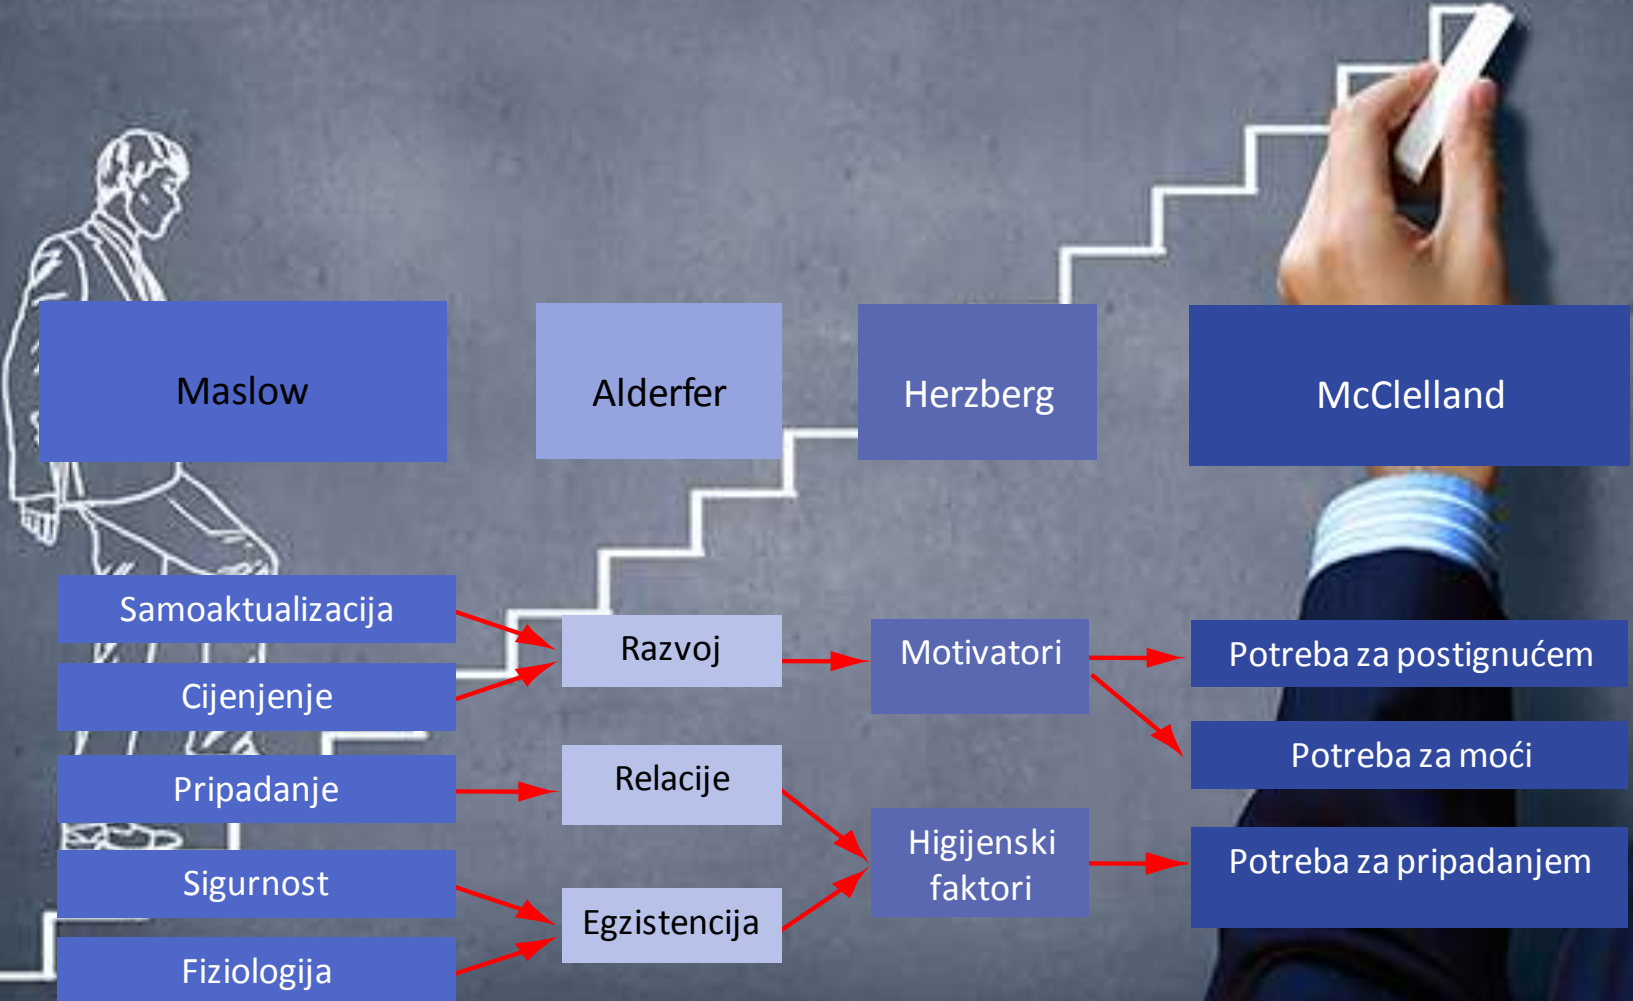 Maslow
Alderfer
Herzberg
McClelland
Samoaktualizacija
Cijenjenje
Pripadanje
Sigurnost
Fiziologija
Razvoj
Relacije
Egzistencija
Motivatori
Higijenski
faktori
Potreba za postignućem
Potreba za moći
Potreba za pripadanjem